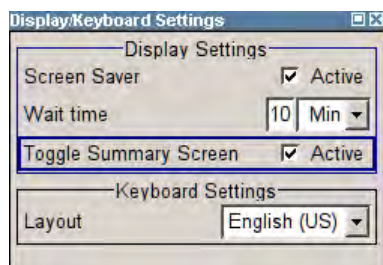 Display/Keyboard Settings
Display Settings
Screen Saver Active
Wait time 10 Min
Toggle Summary Screen Active
Keyboard Settings
Layout English (US)